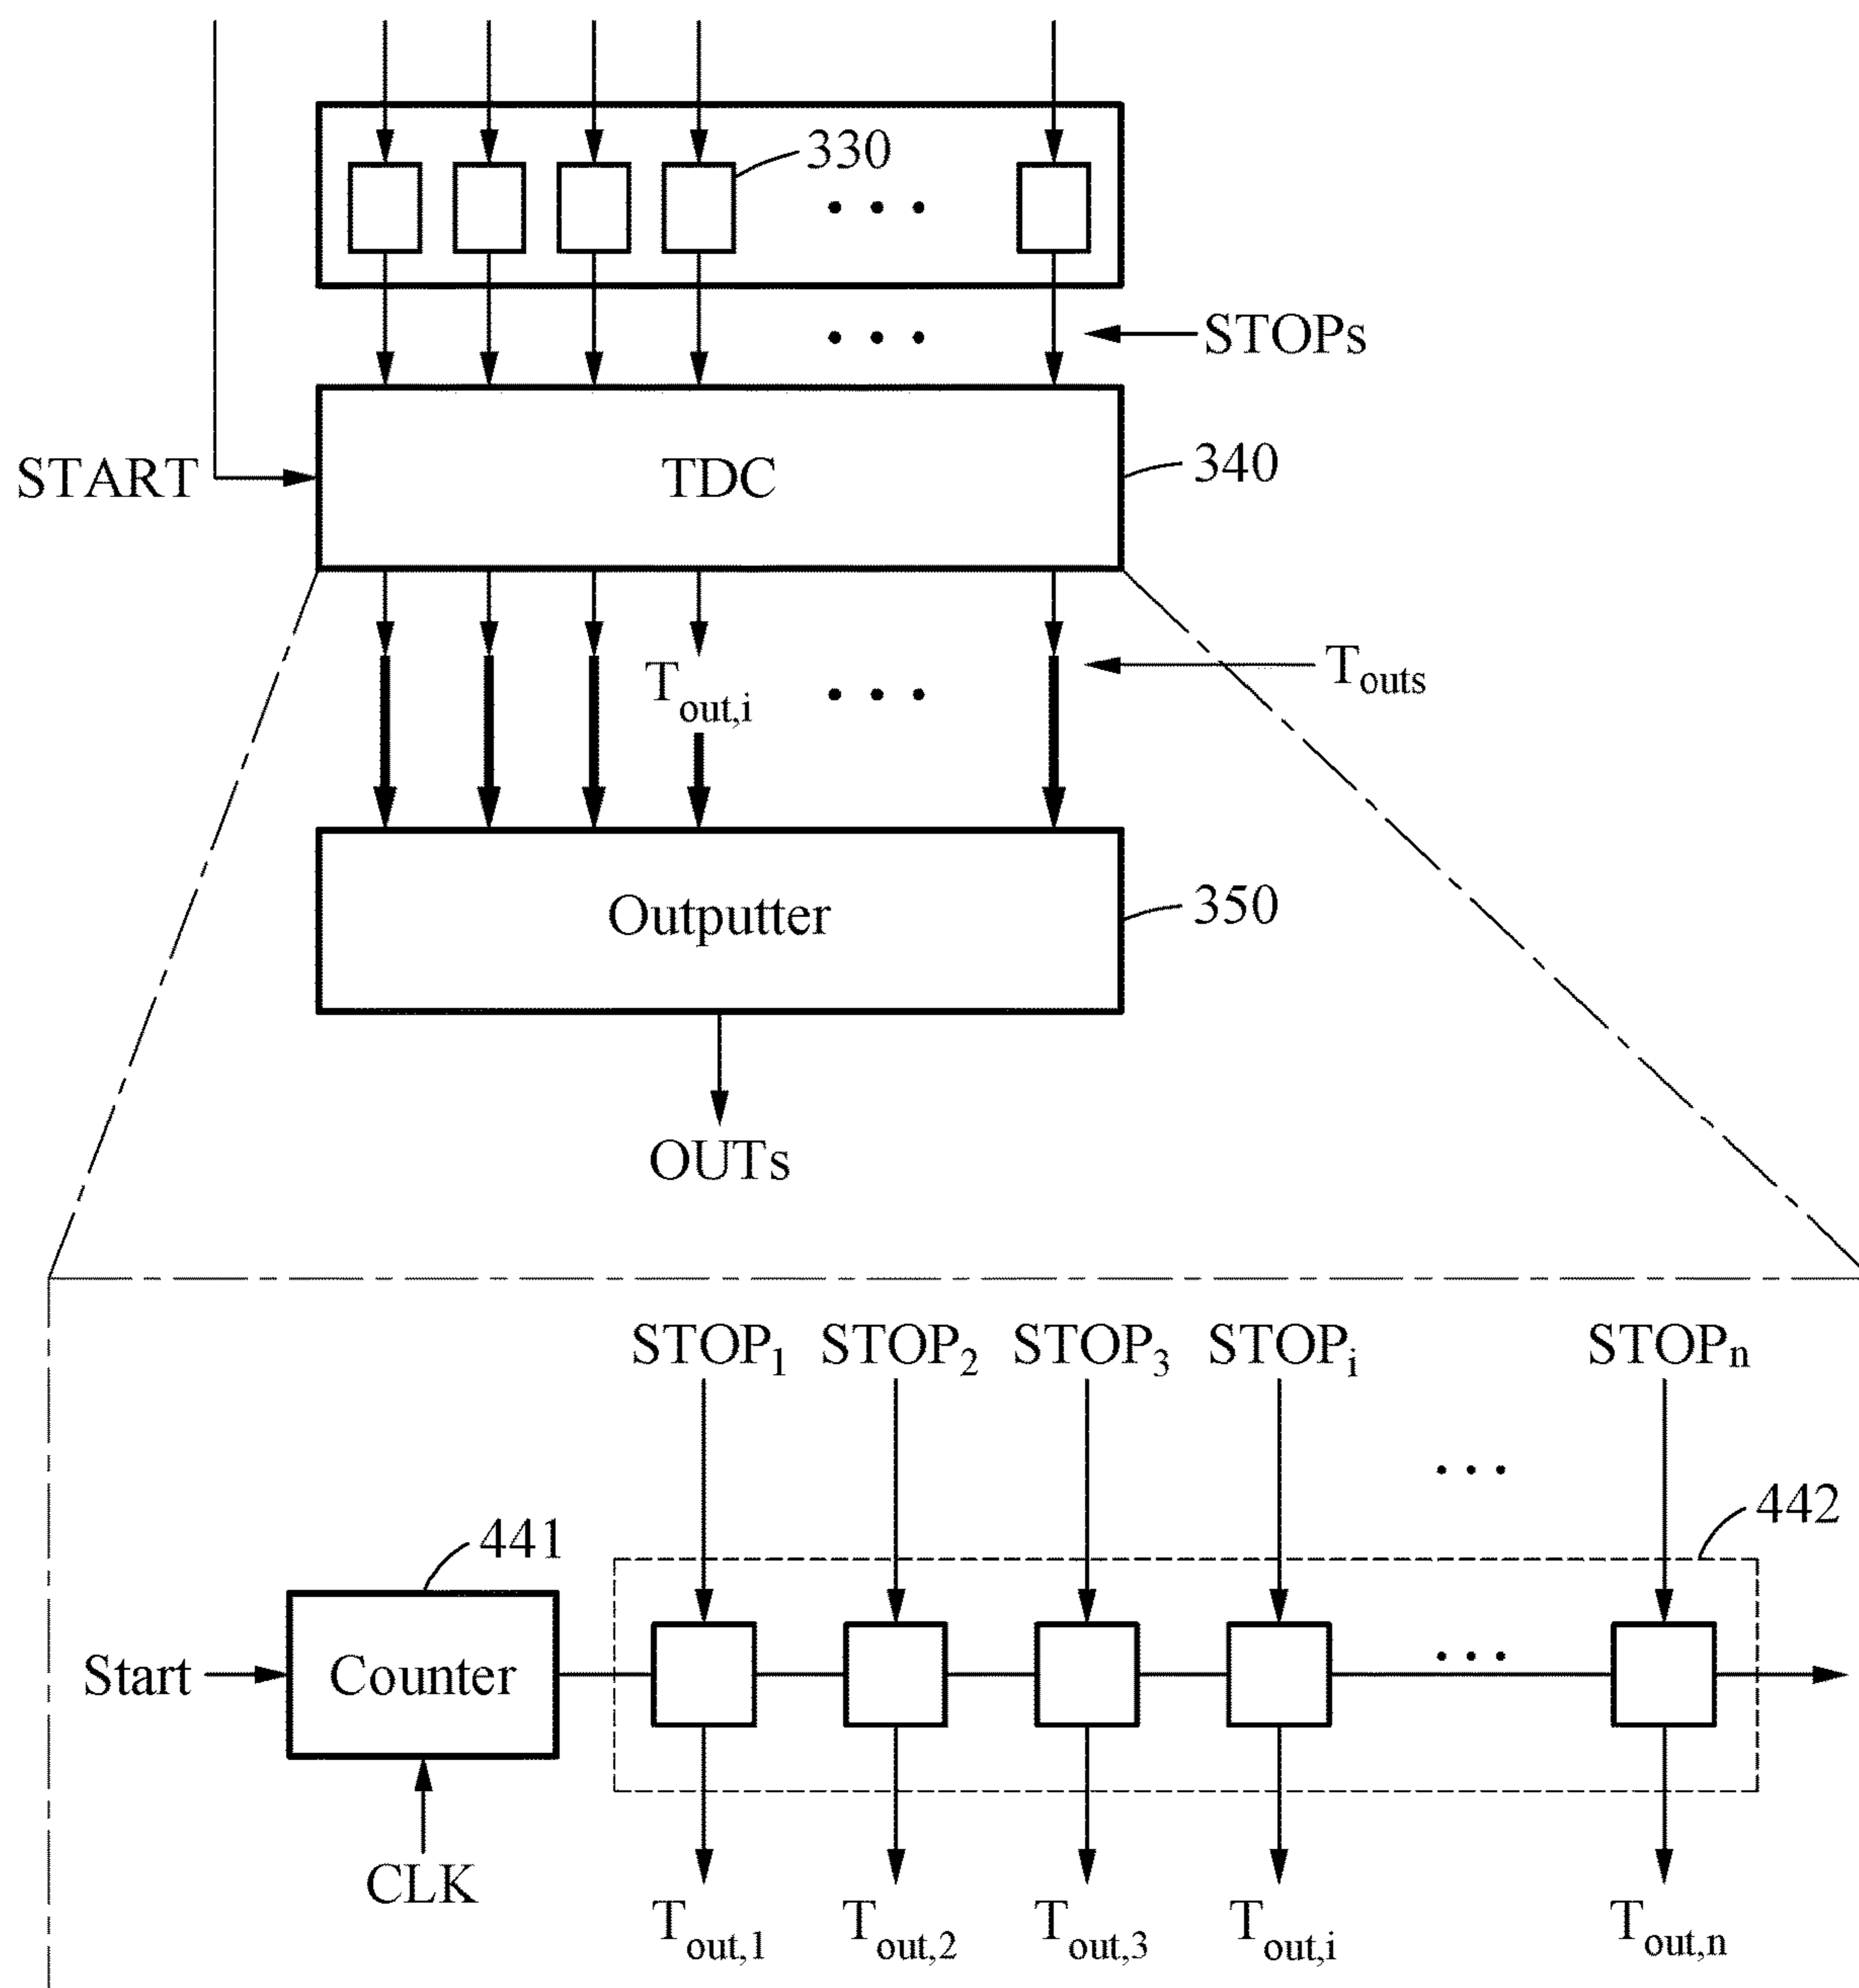 330
STOPs
START
TDC
340
Tout,i
Touts
Outputter
350
OUTs
STOP1 STOP2 STOP3 STOPi STOPn
442
441
Start
Counter
CLK
Tout,1 Tout,2 Tout,3 Tout,i Tout,n